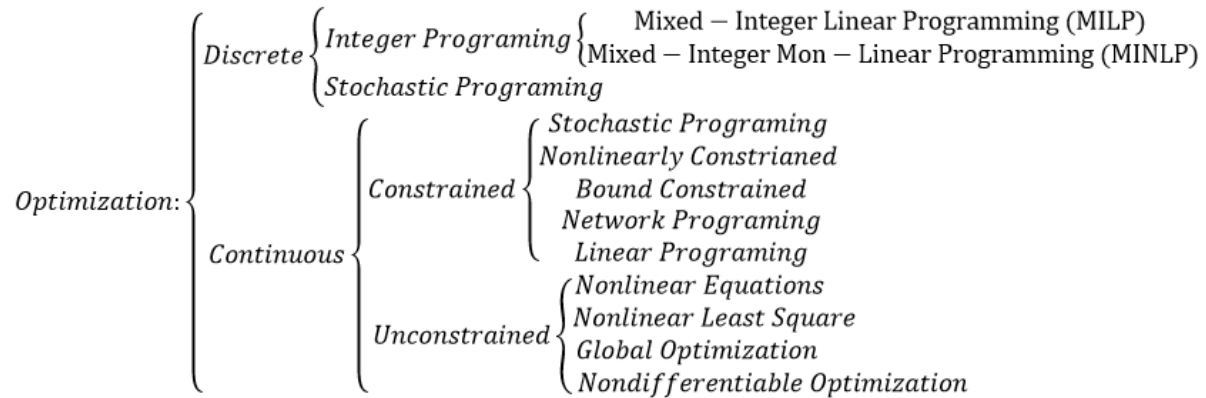 Mixed − Integer Linear Programming (MILP)
Integer Programing
Discrete
Mixed − Integer Mon − Linear Programming (MINLP)
Stochastic Programing
Stochastic Programing
Nonlinearly Constrianed
Constrained
Bound Constrained
Optimization:
Network Programing
Continuous
Linear Programing
Nonlinear Equations
Nonlinear Least Square
Unconstrained
Global Optimization
Nondifferentiable Optimization